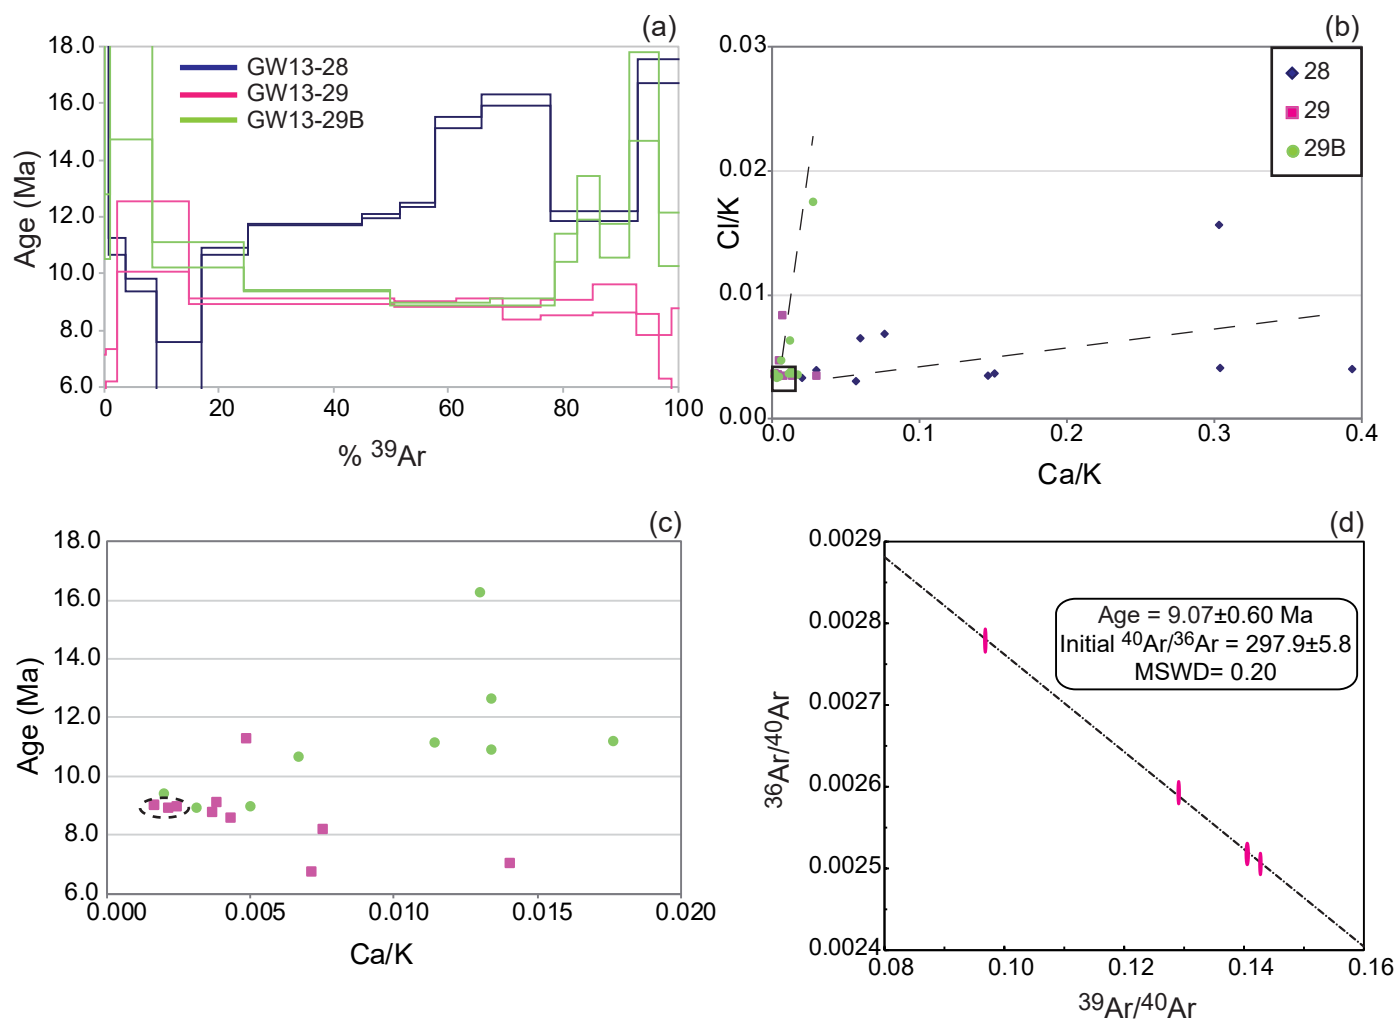 (a)
18.0
16.0
14.0
12.0
10.0
8.0
6.0
Age (Ma)
GW13-28
GW13-29
GW13-29B
0
20
40
60
80
100
% ³⁹Ar
(b)
0.03
0.02
0.01
0.00
Cl/K
28
29
29B
0.0
0.1
0.2
0.3
0.4
Ca/K
(c)
18.0
16.0
14.0
12.0
10.0
8.0
6.0
Age (Ma)
0.000
0.005
0.010
0.015
0.020
Ca/K
(d)
0.0029
0.0028
0.0027
0.0026
0.0025
0.0024
³⁶Ar/⁴⁰Ar
Age = 9.07±0.60 Ma
Initial ⁴⁰Ar/³⁶Ar = 297.9±5.8
MSWD= 0.20
0.08
0.10
0.12
0.14
0.16
³⁹Ar/⁴⁰Ar